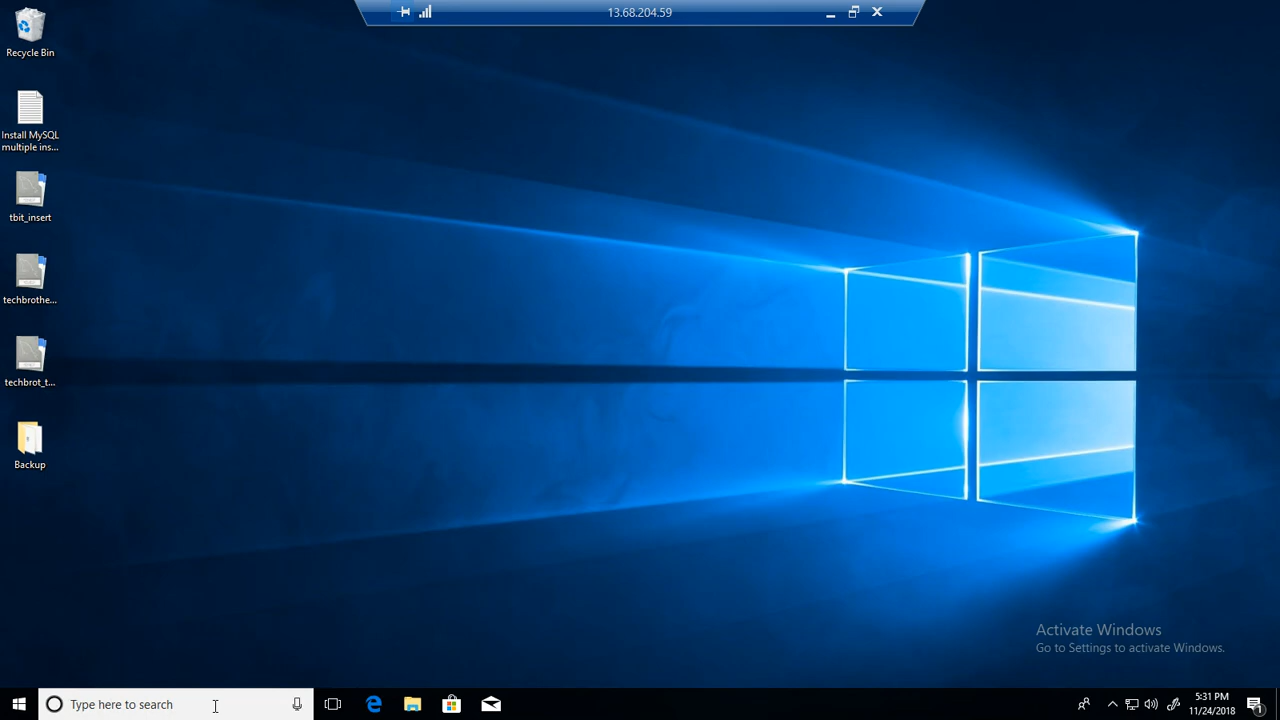 13.68.204.59
Recycle Bin
Install MySQL
multiple ins...
tbit_insert
techbrothe...
techbrot_t...
Backup
Activate Windows
Go to Settings to activate Windows.
Type here to search
5:31 PM
11/24/2018
1